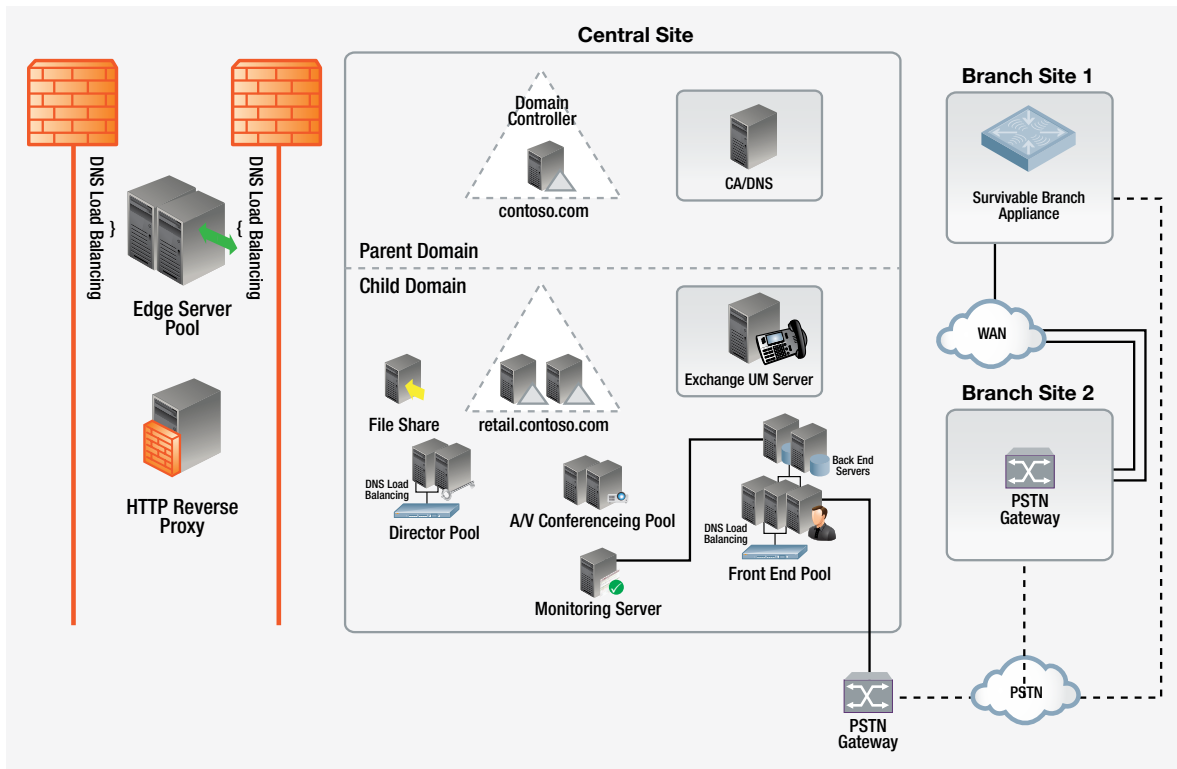 Central Site
Domain
Controller
contoso.com
CA/DNS
Parent Domain
Child Domain
File Share
retail.contoso.com
Exchange UM Server
DNS Load
Balancing
Director Pool
A/V Conferenceing Pool
Back End
Servers
DNS Load
Balancing
Front End Pool
Monitoring Server
DNS Load Balancing
}
{
DNS Load Balancing
Edge Server
Pool
HTTP Reverse
Proxy
Branch Site 1
Survivable Branch
Appliance
WAN
Branch Site 2
PSTN
Gateway
PSTN
Gateway
PSTN